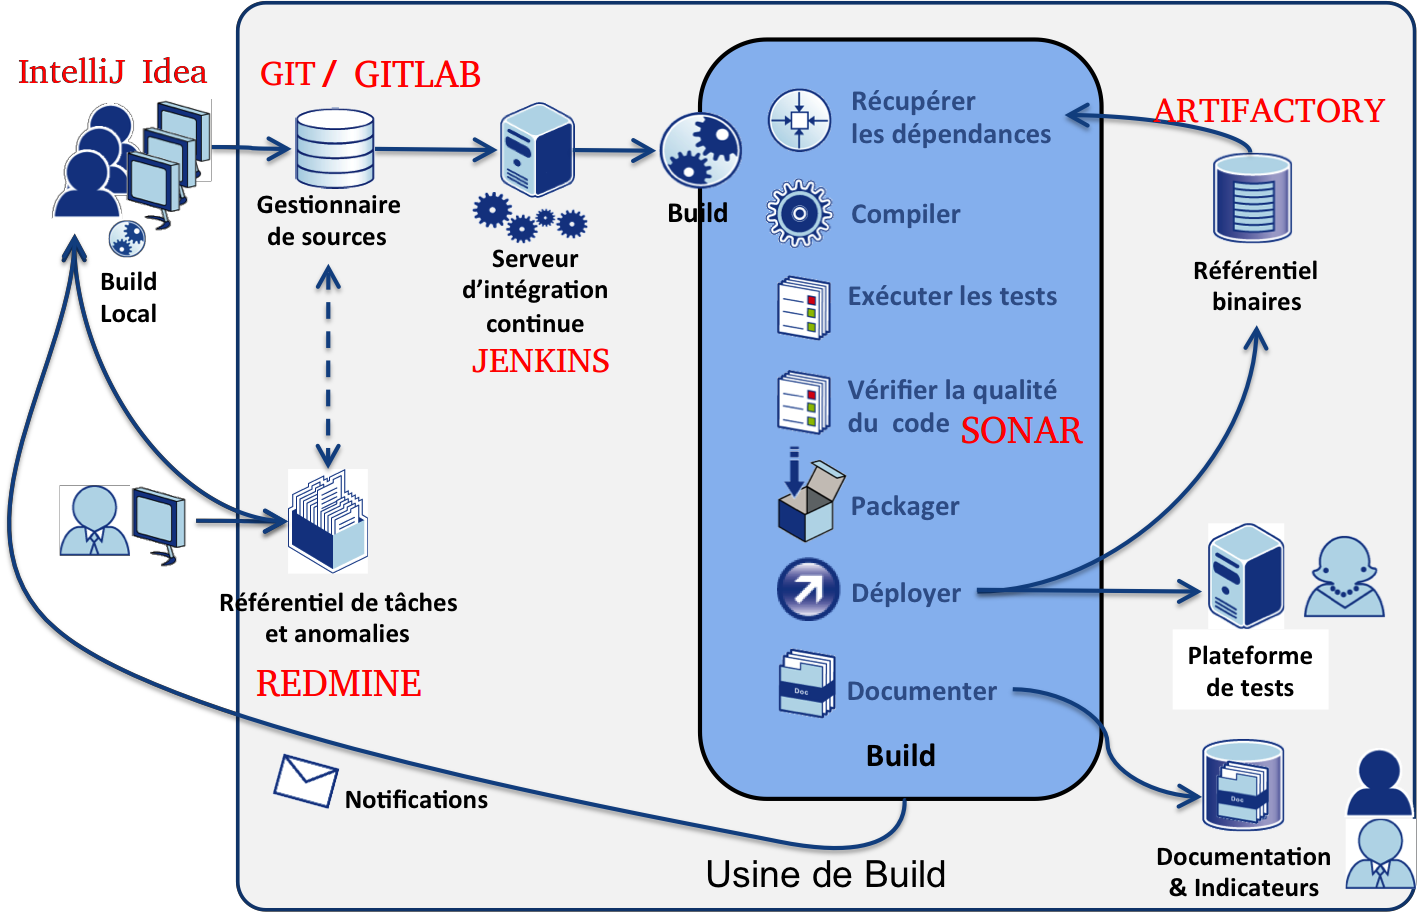 IntelliJ Idea
GIT / GITLAB
Gestionnaire
de sources
Build
Local
Serveur
d'intégration
continue
JENKINS
Build
Récupérer
les dépendances
Compiler
Exécuter les tests
Vérifier la qualité
du code SONAR
Packager
Déployer
Doc
Documenter
Build
ARTIFACTORY
Référentiel
binaires
Plateforme
de tests
Doc
Documentation
& Indicateurs
Référentiel de tâches
et anomalies
REDMINE
Notifications
Usine de Build